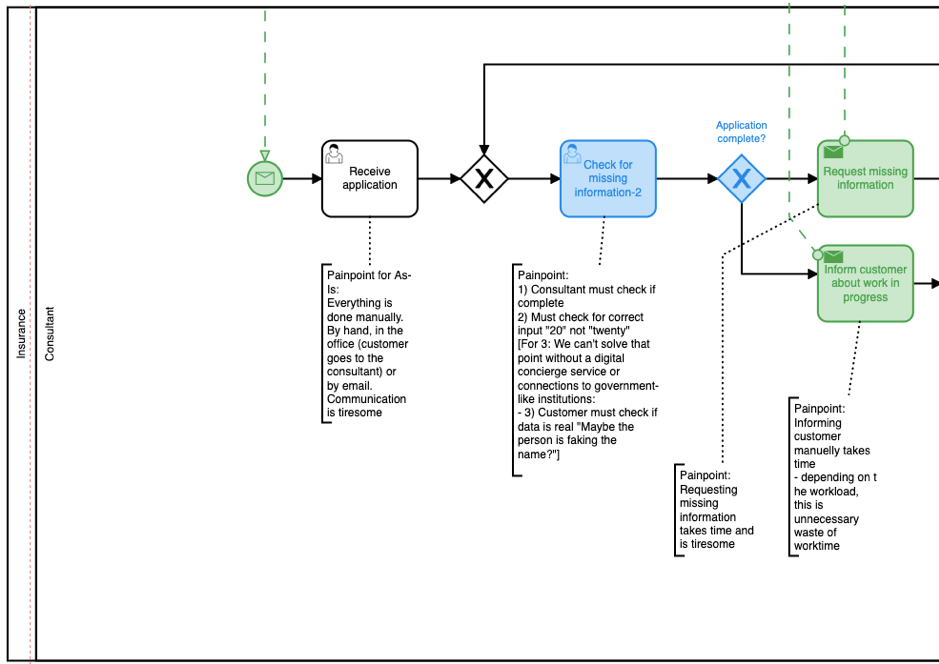 Insurance
Consultant
Receive
application
Check for
missing
information-2
Application
complete?
Request missing
information
Inform customer
about work in
progress
Painpoint for As-
Is:
Everything is
done manually.
By hand, in the
office (customer
goes to the
consultant) or
by email.
Communication
is tiresome
Painpoint:
1) Consultant must check if
complete
2) Must check for correct
input "20" not "twenty"
[For 3: We can't solve that
point without a digital
concierge service or
connections to government-
like institutions:
- 3) Customer must check if
data is real "Maybe the
person is faking the
name?"]
Painpoint:
Requesting
missing
information
takes time and
is tiresome
Painpoint:
Informing
customer
manuelly takes
time
- depending on t
he workload,
this is
unnecessary
waste of
worktime